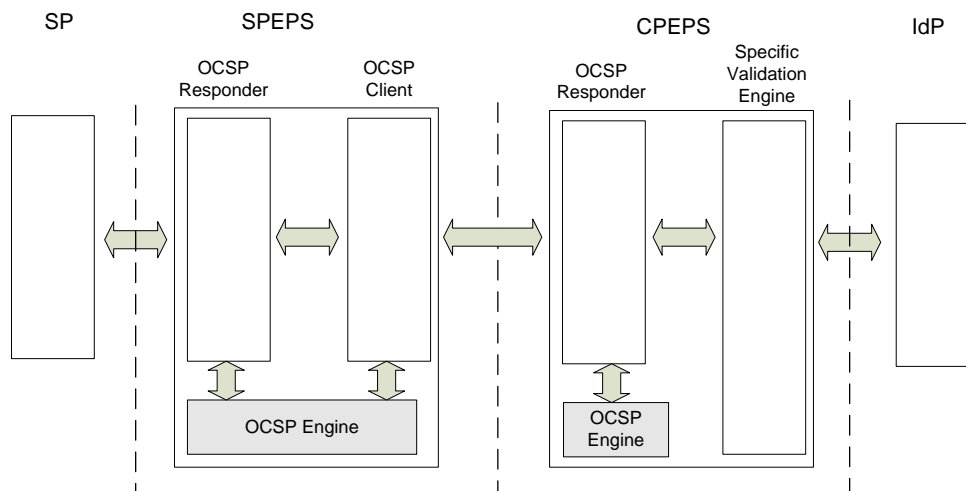 SP
SPEPS
CPEPS
IdP
OCSP
Responder
OCSP
Client
OCSP
Responder
Specific
Validation
Engine
OCSP Engine
OCSP
Engine